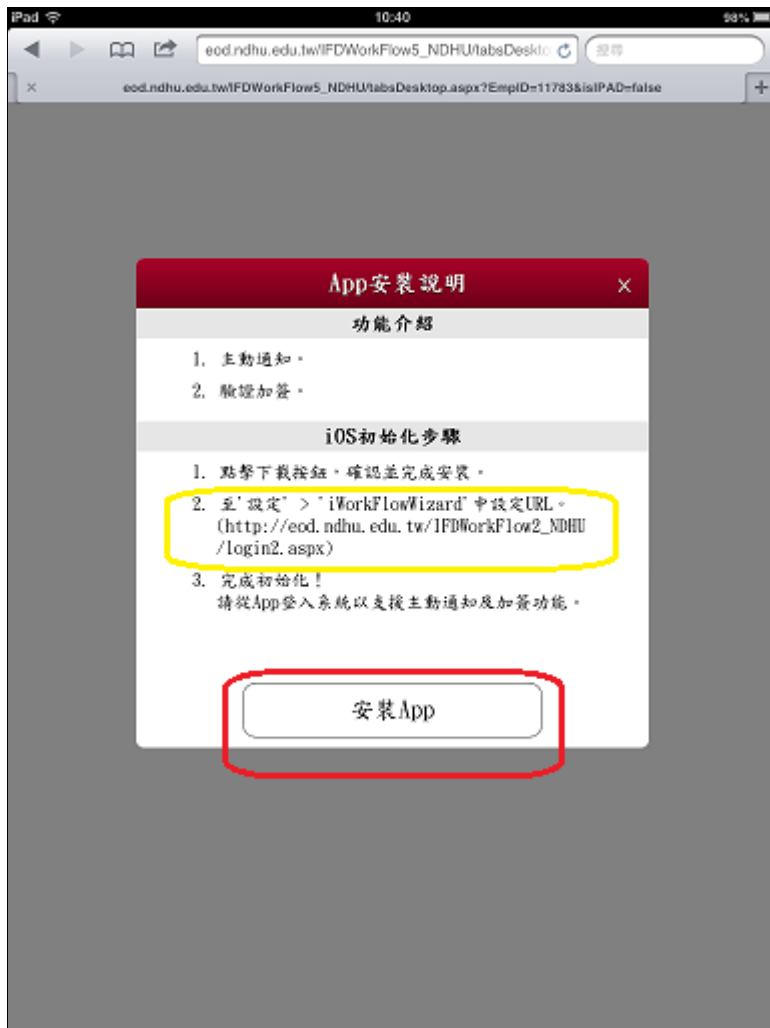 iPad 10:40 98%
eod.ndhu.edu.tw/IFDWorkFlow5_NDHU/tabsDeskto 搜尋
× eod.ndhu.edu.tw/IFDWorkFlow5_NDHU/tabsDesktop.aspx?EmpID=11783&isIPAD=false +
App安裝說明 ×
功能介紹
1. 主動通知。
2. 驗證加簽。
iOS初始化步驟
1. 點擊下載按鈕，確認並完成安裝。
2. 至'設定' > 'iWorkFlowWizard'中設定URL。
(http://eod.ndhu.edu.tw/IFDWorkFlow2_NDHU
/login2.aspx)
3. 完成初始化！
請從App登入系統以支援主動通知及加簽功能。
安裝App